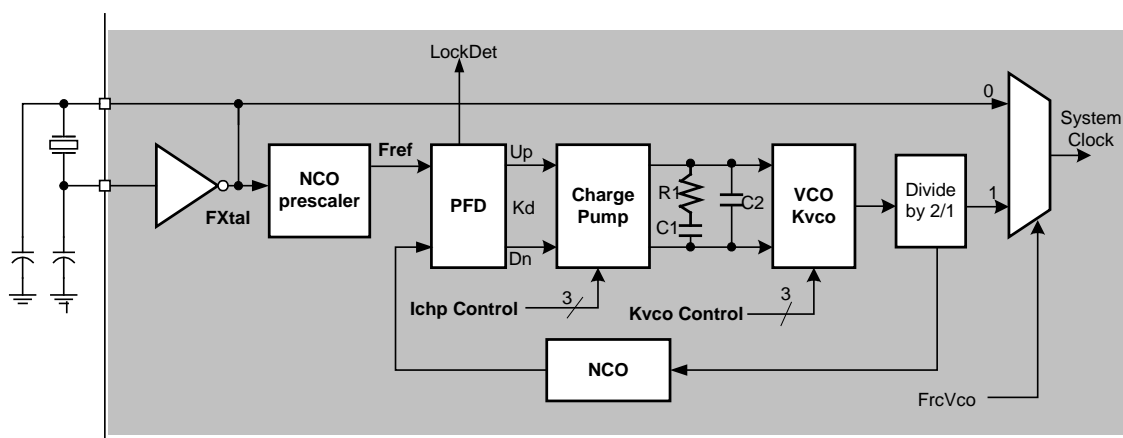 LockDet
0
System
Clock
Fref
Up
NCO
prescaler
PFD
Kd
Charge
Pump
R1
C2
C1
VCO
Kvco
Divide
by 2/1
1
FXtal
Dn
Ichp Control
3
Kvco Control
3
NCO
FrcVco